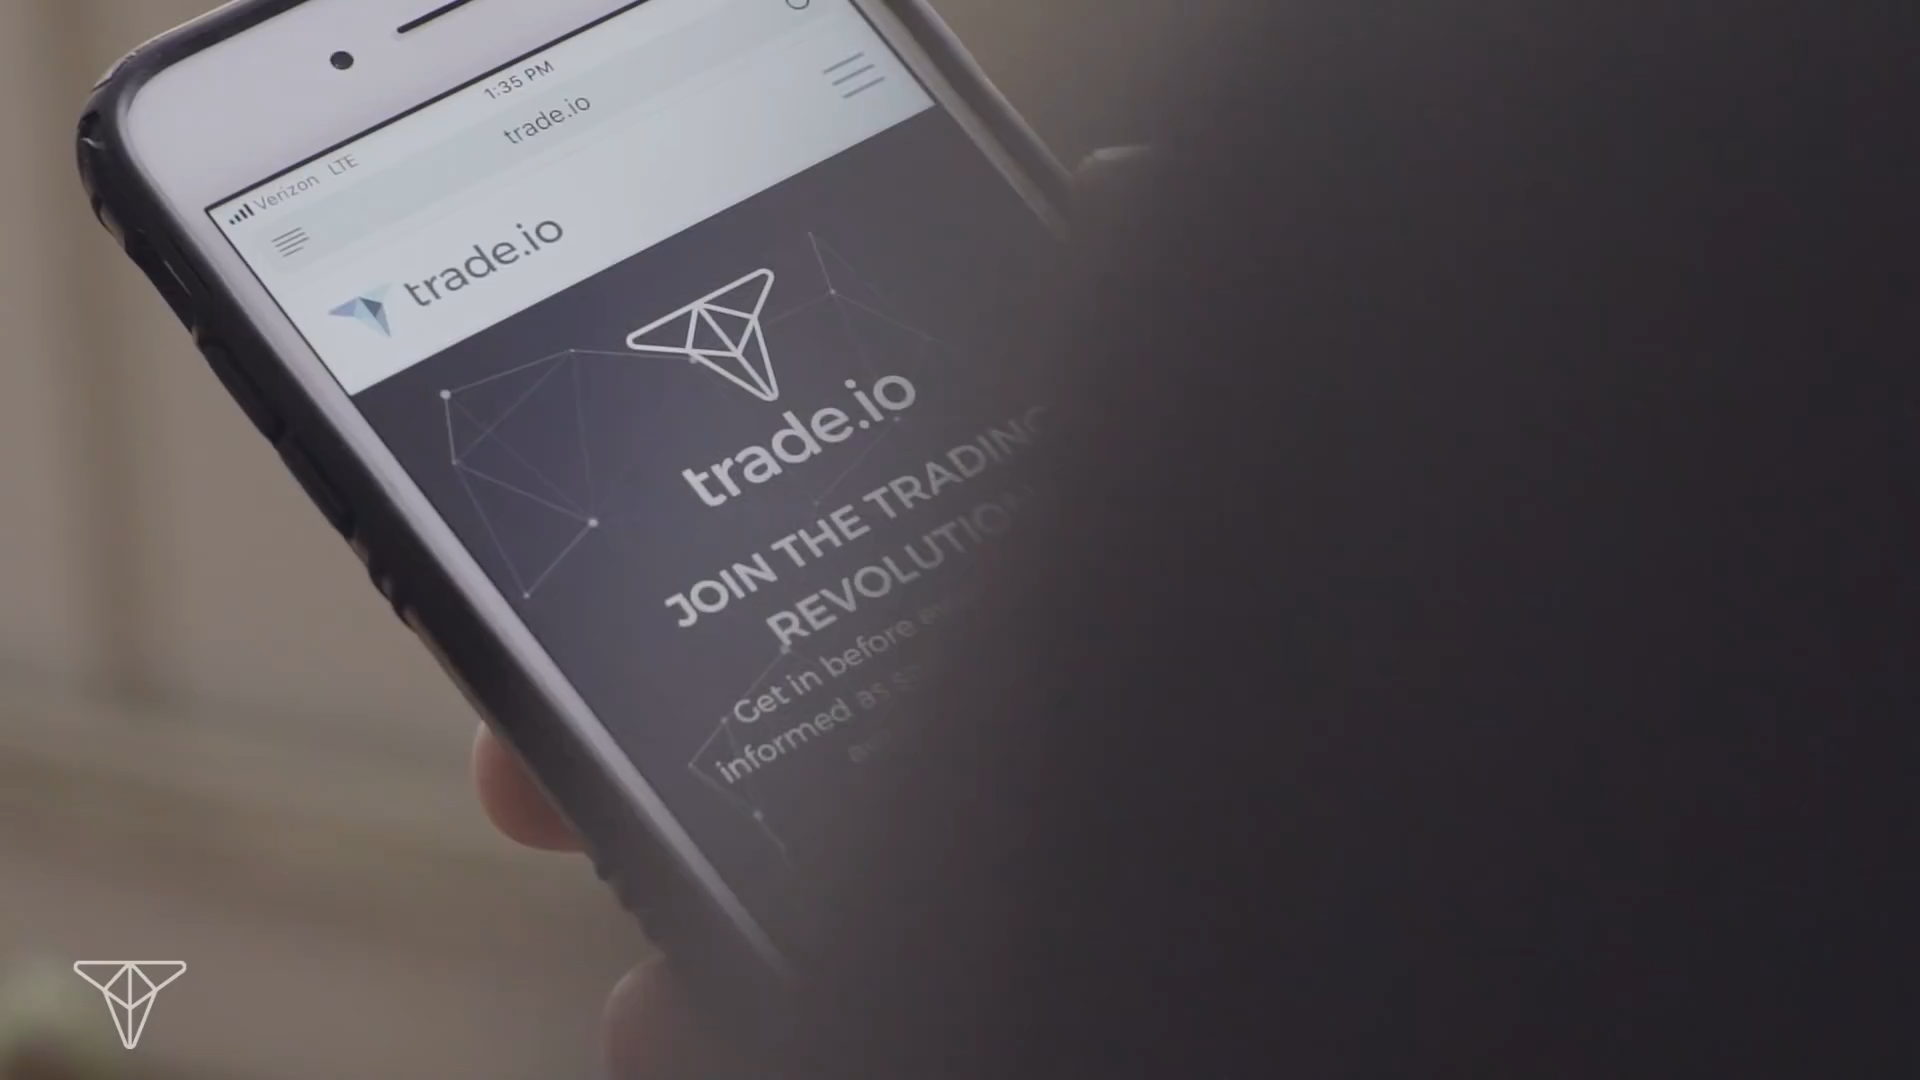 1:35 PM
Verizon LTE
trade.io
trade.io
trade.io
JOIN THE TRADING
REVOLUTION
Get in before
informed as